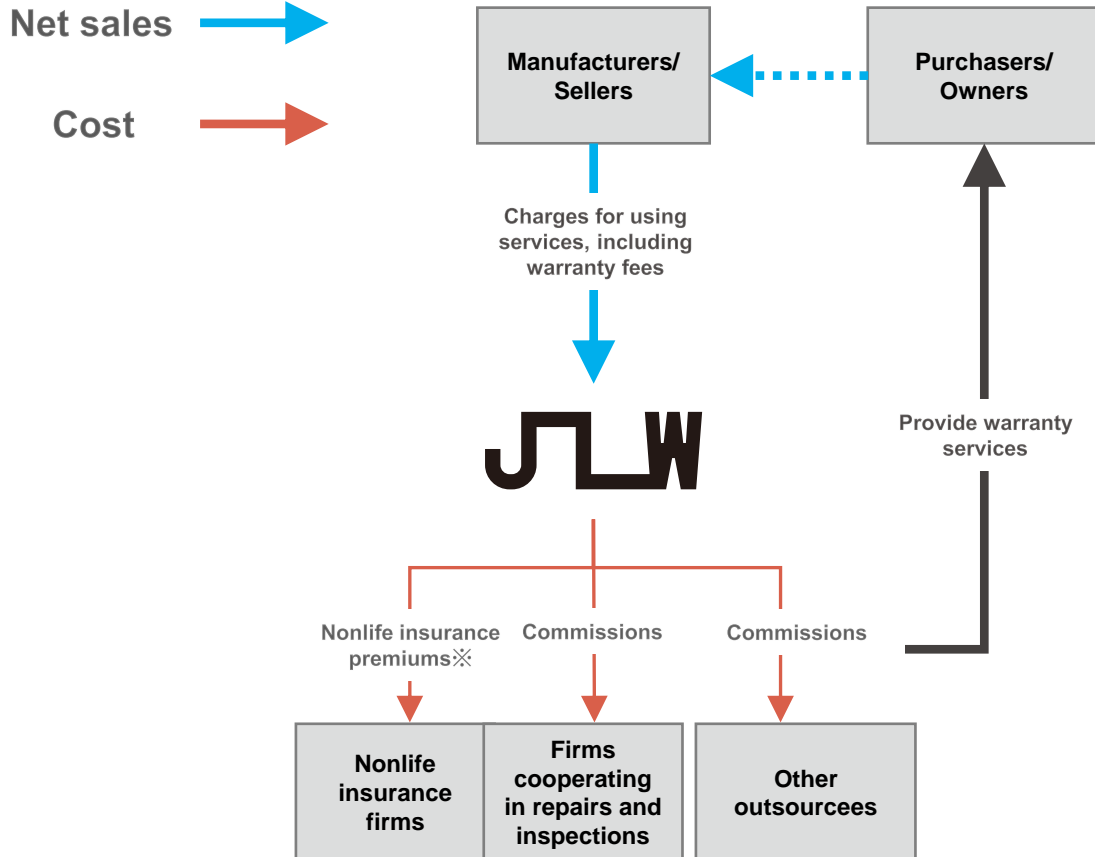 Net sales
Cost
Manufacturers/
Sellers
Purchasers/
Owners
Charges for using
services, including
warranty fees
JLW
Provide warranty
services
Nonlife insurance
premiums※
Commissions
Commissions
Nonlife
insurance
firms
Firms
cooperating
in repairs and
inspections
Other
outsourcees